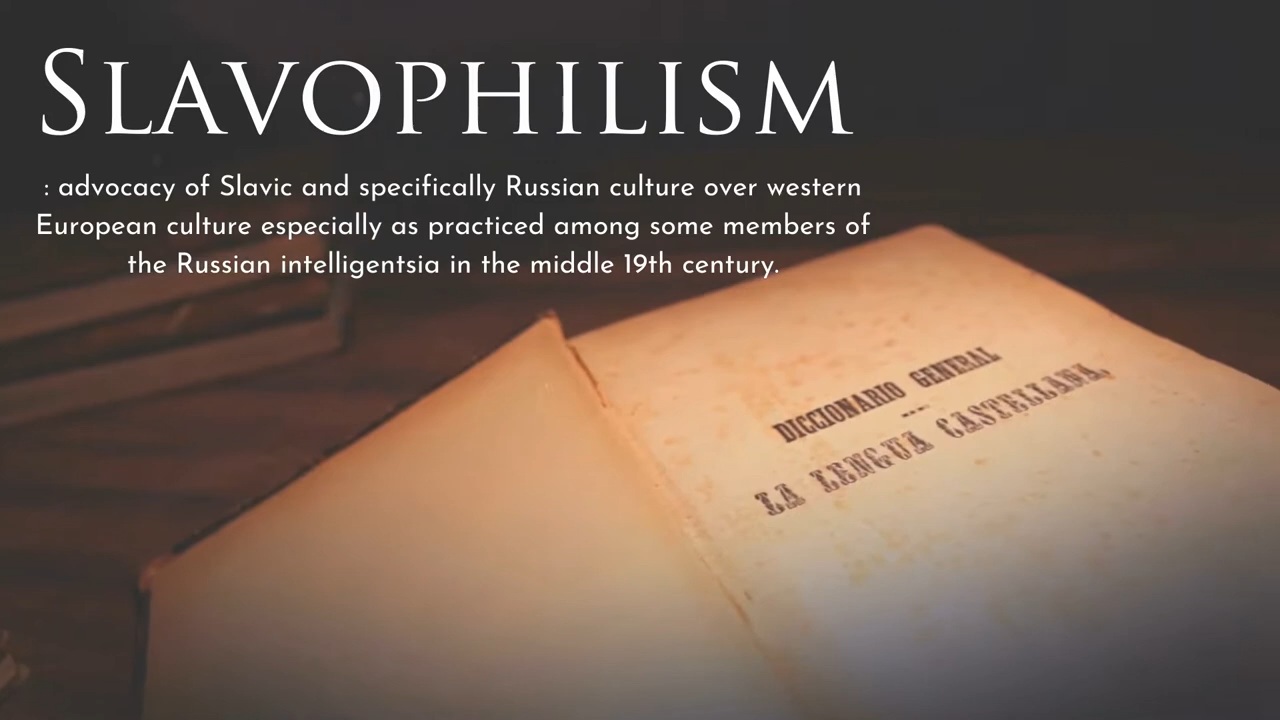 SLAVOPHILISM
: advocacy of Slavic and specifically Russian culture over western
European culture especially as practiced among some members of
the Russian intelligentsia in the middle 19th century.
DICCIONARIO GENERAL
LA LENGUA CASTELLANA,